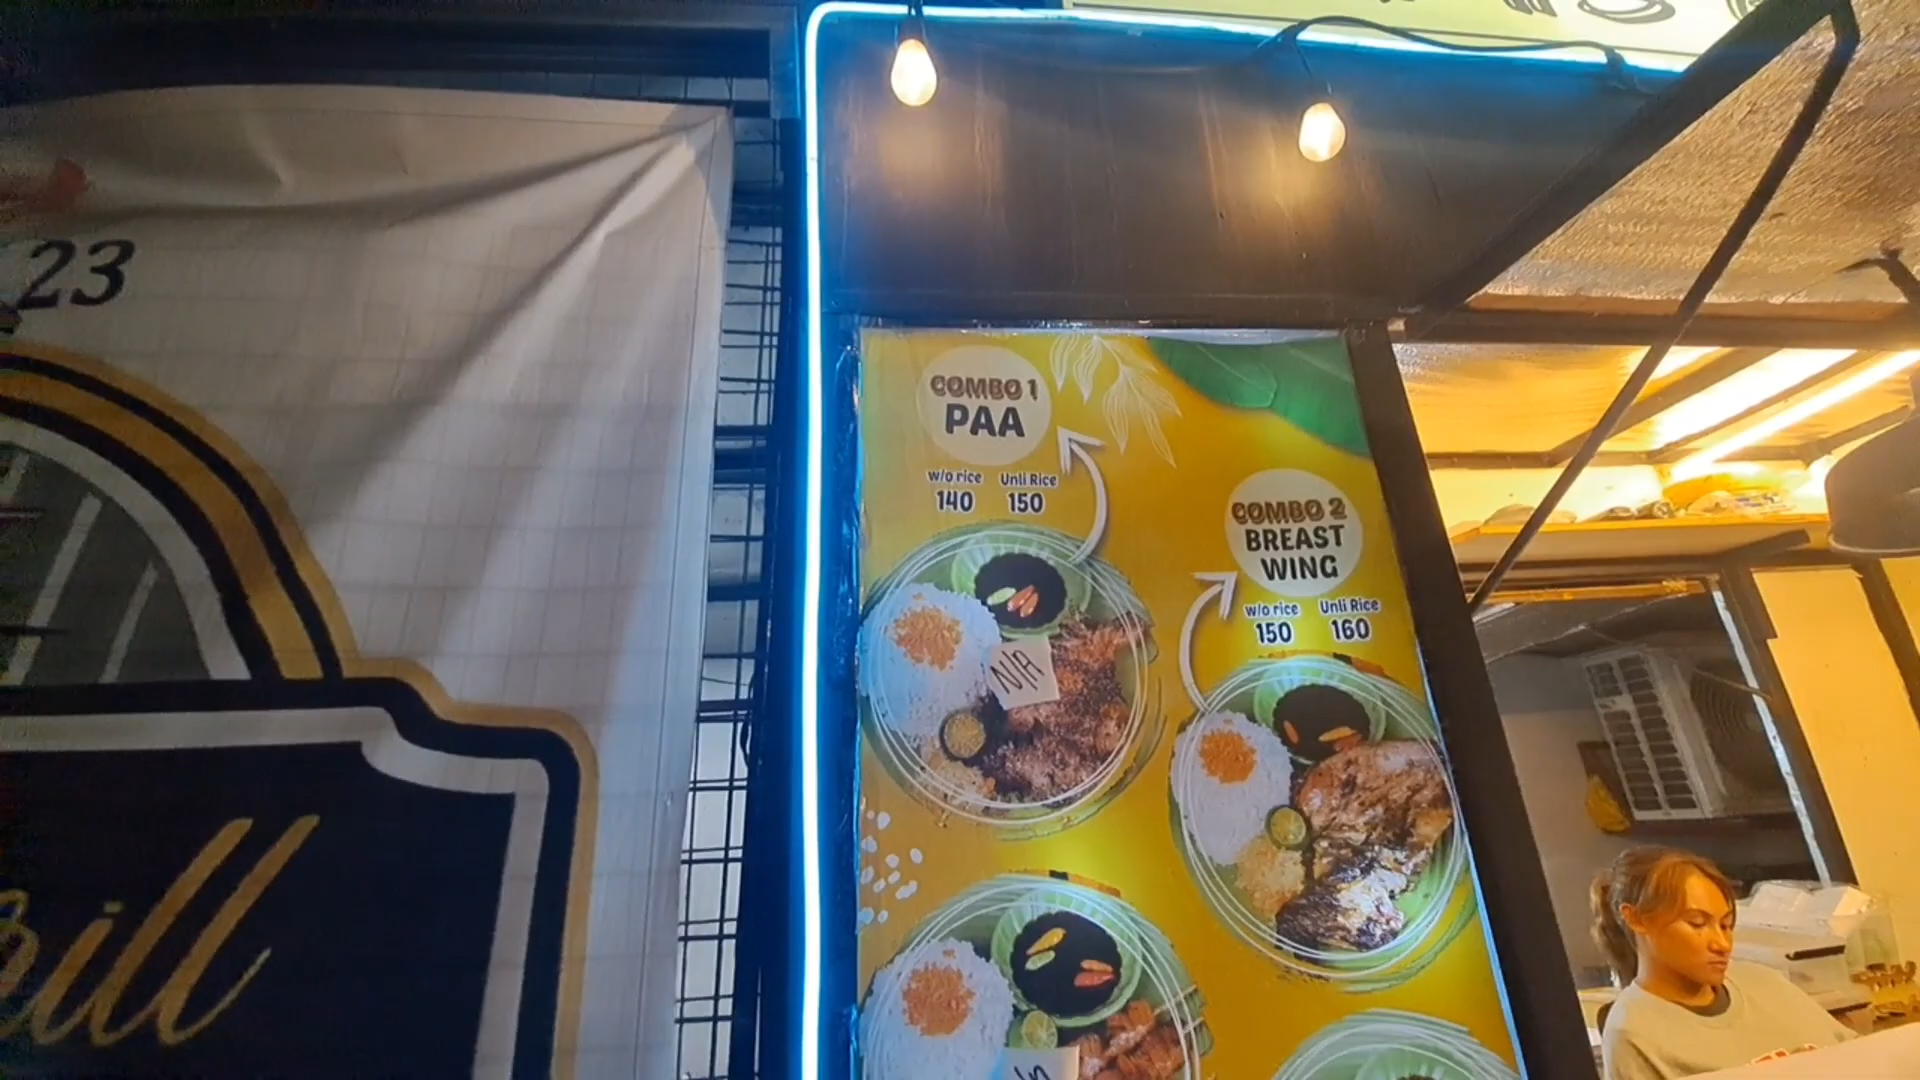 23
COMBO 1
PAA
w/o rice Unli Rice
140 150
N/A
COMBO 2
BREAST
WING
w/o rice Unli Rice
150 160